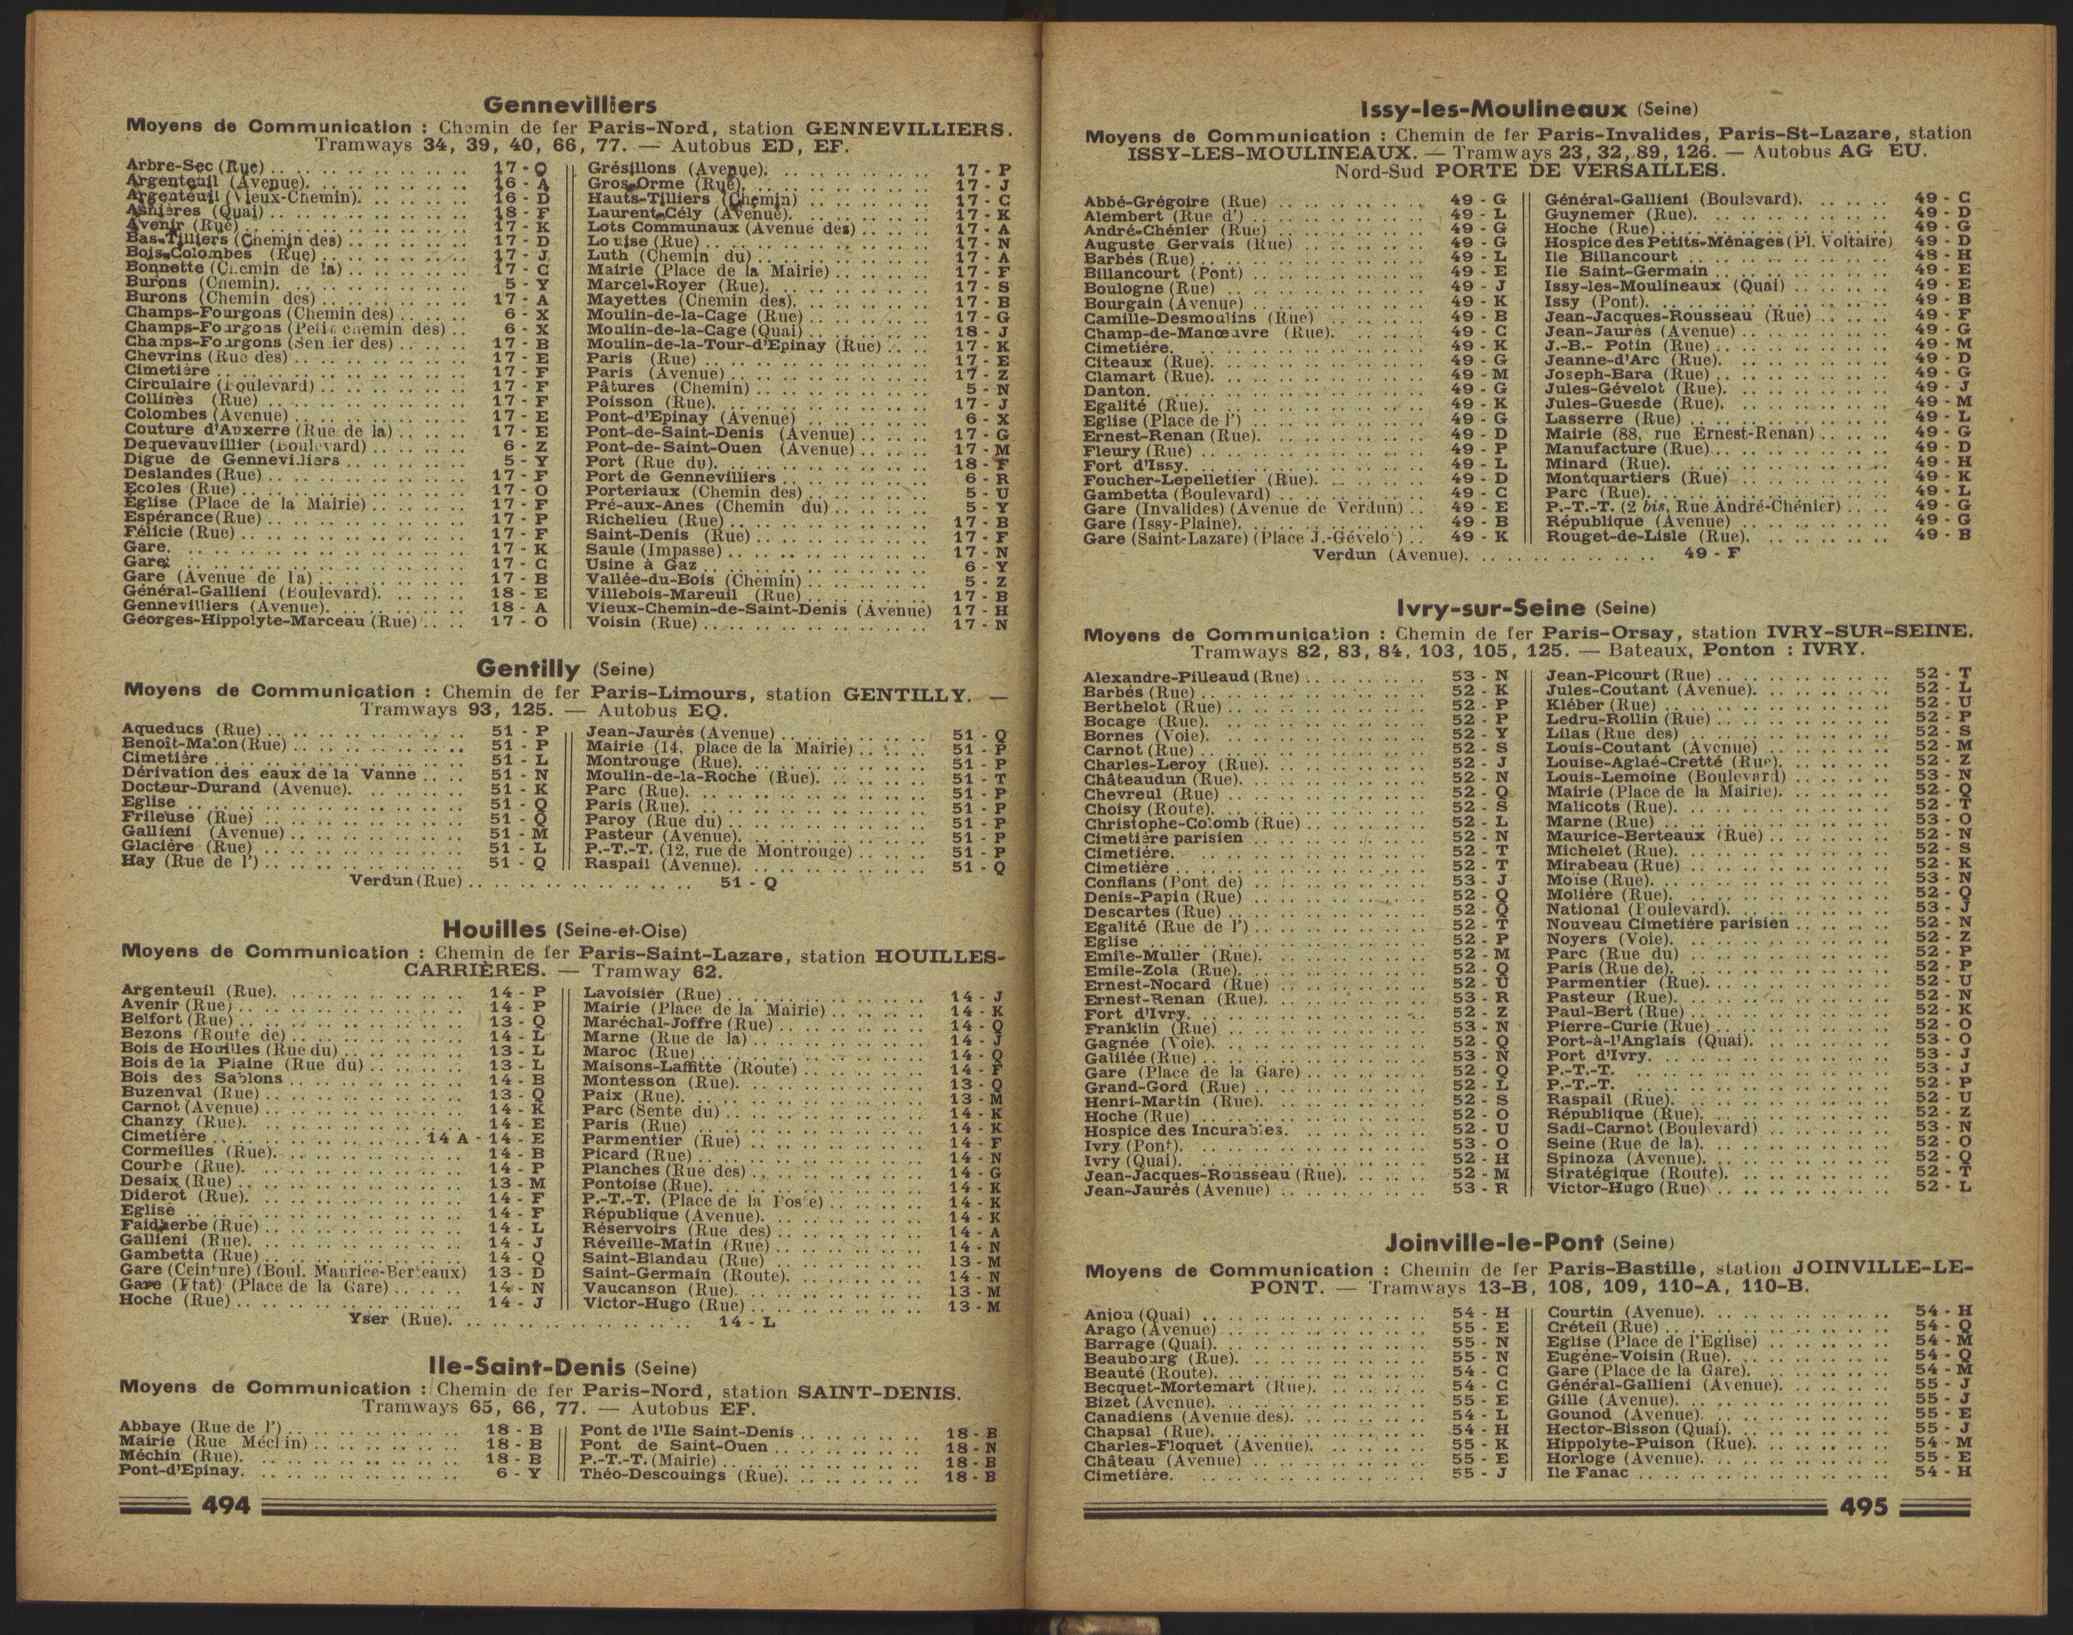 Gennevilliers
Moyens de Communication : Chemin de fer Paris-Nord, station GENNEVILLIERS.
Tramways 34, 39, 40, 66, 77. — Autobus ED, EF.
Arbre-Sec (Rue) 17 - Q
Argenteuil (Avenue). 16 - A
Argenteuil (Vieux-Chemin). 16 - D
Asnières (Quai) 18 - F
Avenir (Rue) 17 - K
Bas-Tilliers (Chemin des) 17 - D
Bois-Colombes (Rue) 17 - J
Bonnette (Chemin de la) 17 - C
Burons (Chemin). 5 - Y
Burons (Chemin des) 17 - A
Champs-Fourgons (Chemin des) 6 - X
Champs-Fourgons (Petit chemin des) 6 - X
Champs-Fourgons (Sentier des) 17 - B
Chevrins (Rue des) 17 - E
Cimetière 17 - F
Circulaire (Boulevard) 17 - F
Collines (Rue) 17 - F
Colombes (Avenue) 17 - E
Couture d'Auxerre (Rue de la) 17 - E
Dequevauvillier (Boulevard) 6 - Z
Digue de Gennevilliers 5 - Y
Deslandes (Rue) 17 - F
Ecoles (Rue) 17 - O
Église (Place de la Mairie) 17 - F
Espérance (Rue) 17 - P
Félicie (Rue) 17 - F
Gare. 17 - K
Gare 17 - C
Gare (Avenue de la) 17 - B
Général-Gallieni (Boulevard). 18 - E
Gennevilliers (Avenue). 18 - A
Georges-Hippolyte-Marceau (Rue) 17 - O
Grésillons (Avenue). 17 - P
Gros-Orme (Rue). 17 - J
Hauts-Tilliers (Chemin) 17 - C
Laurent-Cély (Avenue). 17 - K
Lots Communaux (Avenue des) 17 - A
Louise (Rue) 17 - N
Luth (Chemin du) 17 - A
Mairie (Place de la Mairie) 17 - F
Marcel-Royer (Rue). 17 - S
Mayettes (Chemin des). 17 - B
Moulin-de-la-Cage (Rue) 17 - G
Moulin-de-la-Cage (Quai) 18 - J
Moulin-de-la-Tour-d'Epinay (Rue) 17 - K
Paris (Rue) 17 - E
Paris (Avenue) 17 - Z
Pâtures (Chemin) 5 - N
Poisson (Rue). 17 - J
Pont-d'Epinay (Avenue) 6 - X
Pont-de-Saint-Denis (Avenue) 17 - G
Pont-de-Saint-Ouen (Avenue) 17 - M
Port (Rue du). 18 - F
Port de Gennevilliers 6 - R
Porteriaux (Chemin des) 5 - U
Pré-aux-Anes (Chemin du) 5 - Y
Richelieu (Rue) 17 - B
Saint-Denis (Rue) 17 - F
Saule (Impasse) 17 - N
Usine à Gaz 6 - Y
Vallée-du-Bois (Chemin) 5 - Z
Villebois-Mareuil (Rue) 17 - B
Vieux-Chemin-de-Saint-Denis (Avenue) 17 - H
Voisin (Rue) 17 - N
Gentilly (Seine)
Moyens de Communication : Chemin de fer Paris-Limours, station GENTILLY. —
Tramways 93, 125. — Autobus EQ.
Aqueducs (Rue) 51 - P
Benoît-Malon (Rue) 51 - P
Cimetière 51 - L
Dérivation des eaux de la Vanne 51 - N
Docteur-Durand (Avenue). 51 - K
Eglise 51 - Q
Frileuse (Rue) 51 - Q
Gallieni (Avenue) 51 - M
Glacière (Rue) 51 - L
Hay (Rue de l') 51 - Q
Jean-Jaurès (Avenue) 51 - Q
Mairie (14, place de la Mairie) 51 - P
Montrouge (Rue). 51 - P
Moulin-de-la-Roche (Rue). 51 - T
Parc (Rue). 51 - P
Paris (Rue). 51 - P
Paroy (Rue du) 51 - P
Pasteur (Avenue). 51 - P
P.-T.-T. (12, rue de Montrouge) 51 - P
Raspail (Avenue). 51 - Q
Verdun (Rue) 51 - Q
Houilles (Seine-et-Oise)
Moyens de Communication : Chemin de fer Paris-Saint-Lazare, station HOUILLES-
CARRIÈRES. — Tramway 62.
Argenteuil (Rue). 14 - P
Avenir (Rue) 14 - P
Belfort (Rue) 13 - Q
Bezons (Route de) 14 - L
Bois de Houilles (Rue du) 13 - L
Bois de la Plaine (Rue du) 13 - L
Bois des Sablons 14 - B
Buzenval (Rue) 13 - Q
Carnot (Avenue) 14 - K
Chanzy (Rue). 14 - E
Cimetière 14 A - 14 - E
Cormeilles (Rue). 14 - B
Courbe (Rue). 14 - P
Desaix (Rue) 13 - M
Diderot (Rue). 14 - F
Eglise 14 - F
Faidherbe (Rue) 14 - L
Gallieni (Rue). 14 - J
Gambetta (Rue) 14 - Q
Gare (Ceinture) (Boul. Maurice-Berteaux) 13 - D
Gare (Etat) (Place de la Gare) 14 - N
Hoche (Rue) 14 - J
Lavoisier (Rue) 14 - J
Mairie (Place de la Mairie) 14 - K
Maréchal-Joffre (Rue) 14 - Q
Marne (Rue de la) 14 - J
Maroc (Rue) 14 - Q
Maisons-Laffitte (Route) 14 - F
Montesson (Rue). 13 - Q
Paix (Rue). 13 - M
Parc (Sente du) 14 - K
Paris (Rue) 14 - K
Parmentier (Rue) 14 - F
Picard (Rue) 14 - N
Planches (Rue des) 14 - G
Pontoise (Rue). 14 - K
P.-T.-T. (Place de la Poste) 14 - K
République (Avenue). 14 - K
Réservoirs (Rue des) 14 - A
Réveille-Matin (Rue) 14 - N
Saint-Blandau (Rue) 13 - M
Saint-Germain (Route). 14 - N
Vaucanson (Rue). 13 - M
Victor-Hugo (Rue) 13 - M
Yser (Rue). 14 - L
Ile-Saint-Denis (Seine)
Moyens de Communication : Chemin de fer Paris-Nord, station SAINT-DENIS.
Tramways 65, 66, 77. — Autobus EF.
Abbaye (Rue de l') 18 - B
Mairie (Rue Méchin) 18 - B
Méchin (Rue). 18 - B
Pont-d'Epinay. 6 - Y
Pont de l'Ile Saint-Denis 18 - B
Pont de Saint-Ouen 18 - N
P.-T.-T. (Mairie) 18 - B
Théo-Descouings (Rue). 18 - B
494
Issy-les-Moulineaux (Seine)
Moyens de Communication : Chemin de fer Paris-Invalides, Paris-St-Lazare, station
ISSY-LES-MOULINEAUX. — Tramways 23, 32, 89, 126. — Autobus AG EU.
Nord-Sud PORTE DE VERSAILLES.
Abbé-Grégoire (Rue) 49 - G
Alembert (Rue d') 49 - L
André-Chénier (Rue) 49 - G
Auguste Gervais (Rue) 49 - G
Barbés (Rue) 49 - L
Billancourt (Pont) 49 - E
Boulogne (Rue) 49 - J
Bourgain (Avenue) 49 - K
Camille-Desmoulins (Rue) 49 - B
Champ-de-Manœuvre (Rue). 49 - C
Cimetiére. 49 - K
Citeaux (Rue). 49 - G
Clamart (Rue). 49 - M
Danton. 49 - G
Egalité (Rue). 49 - K
Eglise (Place de l') 49 - G
Ernest-Renan (Rue). 49 - D
Fleury (Rue) 49 - P
Fort d'Issy. 49 - L
Foucher-Lepelletier (Rue). 49 - D
Gambetta (Boulevard) 49 - C
Gare (Invalides) (Avenue de Verdun) 49 - E
Gare (Issy-Plaine). 49 - B
Gare (Saint-Lazare) (Place J.-Gévelot) 49 - K
Général-Gallieni (Boulevard). 49 - C
Guynemer (Rue). 49 - D
Hoche (Rue) 49 - G
Hospice des Petits-Ménages (Pl. Voltaire) 49 - D
Ile Billancourt 48 - H
Ile Saint-Germain 49 - E
Issy-les-Moulineaux (Quai) 49 - E
Issy (Pont). 49 - B
Jean-Jacques-Rousseau (Rue) 49 - F
Jean-Jaurès (Avenue) 49 - G
J.-B.- Potin (Rue) 49 - M
Jeanne-d'Arc (Rue). 49 - D
Joseph-Bara (Rue) 49 - G
Jules-Gévelot (Rue). 49 - J
Jules-Guesde (Rue). 49 - M
Lasserre (Rue) 49 - L
Mairie (88, rue Ernest-Renan) 49 - G
Manufacture (Rue) 49 - D
Minard (Rue). 49 - H
Montquartiers (Rue) 49 - K
Parc (Rue). 49 - L
P.-T.-T. (2 bis, Rue André-Chénier) 49 - G
République (Avenue) 49 - G
Rouget-de-Lisle (Rue). 49 - B
Verdun (Avenue). 49 - F
Ivry-sur-Seine (Seine)
Moyens de Communication : Chemin de fer Paris-Orsay, station IVRY-SUR-SEINE.
Tramways 82, 83, 84, 103, 105, 125. — Bateaux, Ponton : IVRY.
Alexandre-Pilleaud (Rue) 53 - N
Barbés (Rue) 52 - K
Berthelot (Rue) 52 - P
Bocage (Rue). 52 - P
Bornes (Voie). 52 - Y
Carnot (Rue) 52 - S
Charles-Leroy (Rue). 52 - J
Châteaudun (Rue). 52 - N
Chevreul (Rue) 52 - Q
Choisy (Route). 52 - S
Christophe-Colomb (Rue) 52 - L
Cimetière parisien 52 - N
Cimetiére. 52 - T
Cimetiére 52 - T
Conflans (Pont de) 53 - J
Denis-Papin (Rue) 52 - Q
Descartes (Rue) 52 - Q
Egalité (Rue de l') 52 - T
Eglise 52 - P
Emile-Muller (Rue). 52 - M
Emile-Zola (Rue). 52 - Q
Ernest-Nocard (Rue) 52 - U
Ernest-Renan (Rue). 53 - R
Fort d'Ivry. 52 - Z
Franklin (Rue) 53 - N
Gagnée (Voie). 52 - Q
Galilée (Rue) 53 - N
Gare (Place de la Gare) 52 - Q
Grand-Gord (Rue) 52 - L
Henri-Martin (Rue). 52 - S
Hoche (Rue) 52 - O
Hospice des Incurables. 52 - U
Ivry (Pont). 53 - O
Ivry (Quai). 52 - H
Jean-Jacques-Rousseau (Rue). 52 - M
Jean-Jaurés (Avenue) 53 - R
Jean-Picourt (Rue) 52 - T
Jules-Coutant (Avenue). 52 - L
Kléber (Rue) 52 - U
Ledru-Rollin (Rue) 52 - P
Lilas (Rue des) 52 - S
Louis-Coutant (Avenue) 52 - M
Louise-Aglaé-Cretté (Rue). 52 - Z
Louis-Lemoine (Boulevard) 53 - N
Mairie (Place de la Mairie). 52 - Q
Malicots (Rue). 52 - T
Marne (Rue) 53 - O
Maurice-Berteaux (Rue) 52 - N
Michelet (Rue). 52 - S
Mirabeau (Rue) 52 - K
Moïse (Rue). 53 - N
Moliére (Rue). 52 - Q
National (Boulevard). 53 - J
Nouveau Cimetiére parisien 52 - N
Noyers (Voie). 52 - Z
Parc (Rue du) 52 - P
Paris (Rue de). 52 - P
Parmentier (Rue). 52 - U
Pasteur (Rue). 52 - N
Paul-Bert (Rue) 52 - K
Pierre-Curie (Rue) 52 - O
Port-à-l'Anglais (Quai). 53 - O
Port d'Ivry. 53 - J
P.-T.-T. 53 - J
P.-T.-T. 52 - P
Raspail (Rue). 52 - U
République (Rue). 52 - Z
Sadi-Carnot (Boulevard) 53 - N
Seine (Rue de la). 52 - O
Spinoza (Avenue). 52 - Q
Stratégique (Route). 52 - T
Victor-Hugo (Rue) 52 - L
Joinville-le-Pont (Seine)
Moyens de Communication : Chemin de fer Paris-Bastille, station JOINVILLE-LE-
PONT. — Tramways 13-B, 108, 109, 110-A, 110-B.
Anjou (Quai) 54 - H
Arago (Avenue) 55 - E
Barrage (Quai). 55 - N
Beaubourg (Rue). 55 - N
Beauté (Route). 54 - C
Becquet-Mortemart (Rue). 54 - C
Bizet (Avenue). 55 - E
Canadiens (Avenue des). 54 - L
Chapsal (Rue). 54 - H
Charles-Floquet (Avenue). 55 - K
Château (Avenue) 55 - E
Cimetiére. 55 - J
Courtin (Avenue). 54 - H
Créteil (Rue) 54 - Q
Eglise (Place de l'Eglise) 54 - M
Eugéne-Voisin (Rue). 54 - Q
Gare (Place de la Gare). 54 - M
Général-Gallieni (Avenue). 55 - J
Gille (Avenue). 55 - J
Gounod (Avenue). 55 - E
Hector-Bisson (Quai). 55 - J
Hippolyte-Puison (Rue). 54 - M
Horloge (Avenue). 55 - E
Ile Fanac 54 - H
495